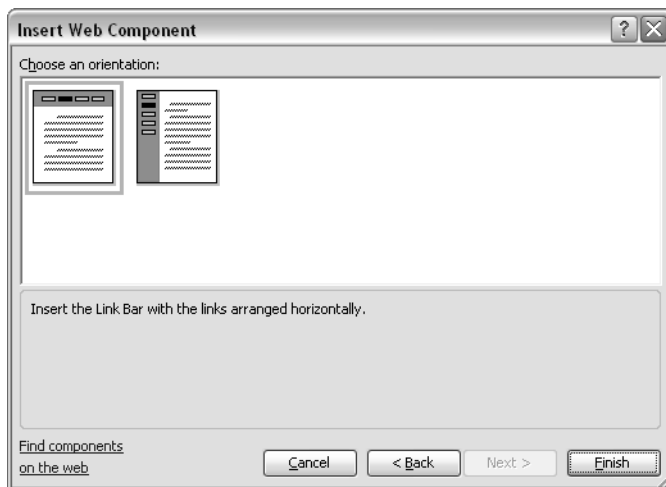 Insert Web Component
?
Choose an orientation:
Insert the Link Bar with the links arranged horizontally.
Find components
on the web
Cancel
< Back
Next >
Finish